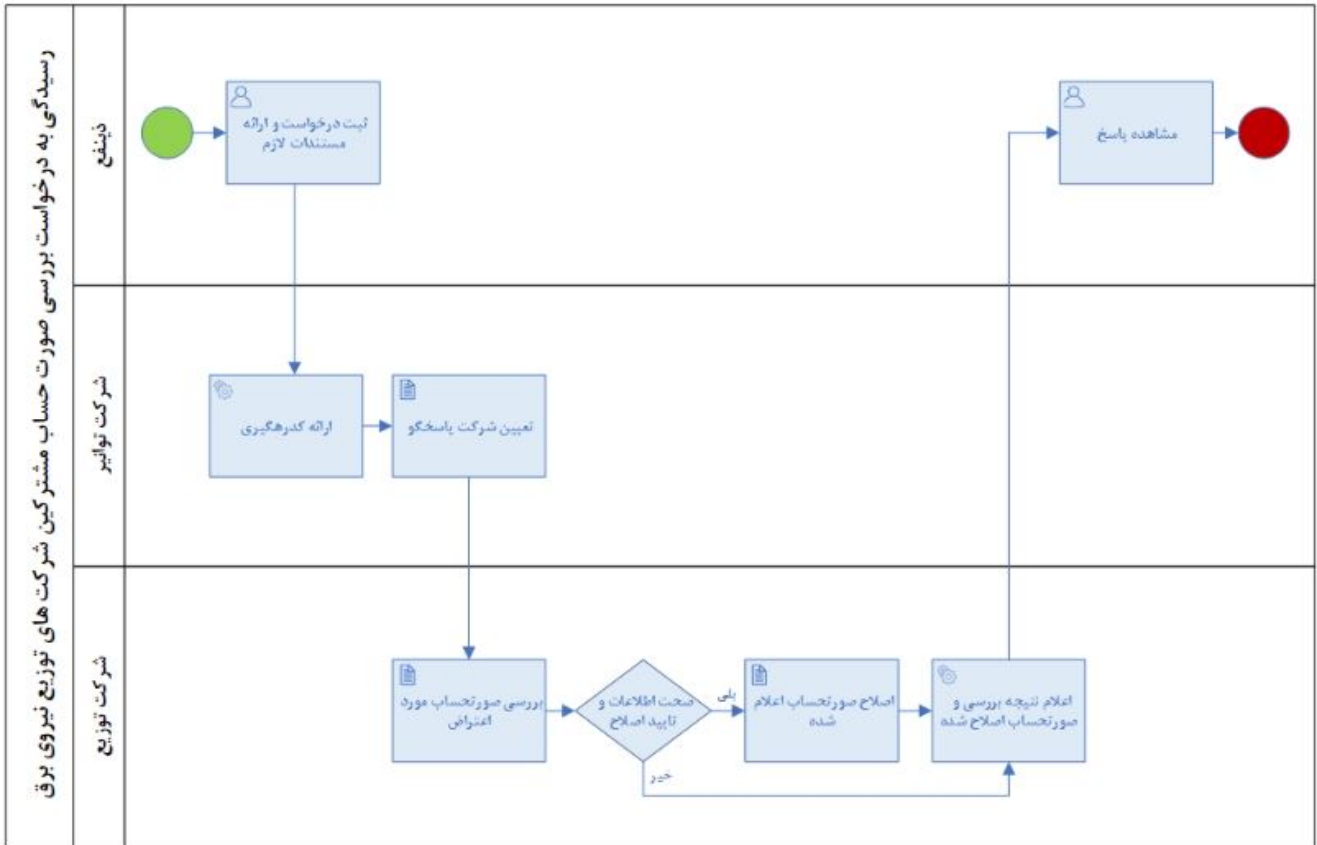 رسیدگی به درخواست بررسی صورت حساب مشترکین شرکت های توزیع نیروی برق
ذینفع
ثبت درخواست و ارائه
مستندات لازم
مشاهده پاسخ
شرکت توانیر
ارائه کدرهگیری
تعیین شرکت پاسخگو
شرکت توزیع
بررسی صورتحساب مورد
اعتراض
صحت اطلاعات و
تایید اصلاح
بلی
خیر
اصلاح صورتحساب اعلام
شده
اعلام نتیجه بررسی و
صورتحساب اصلاح شده